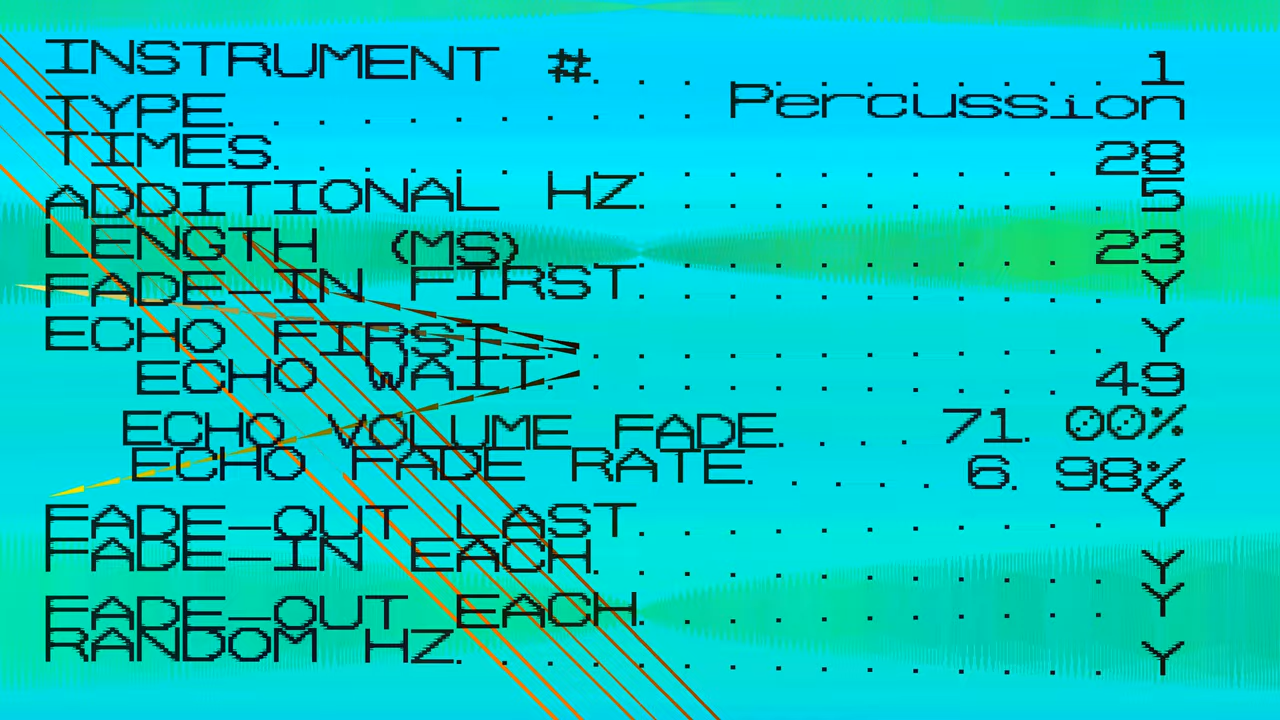 INSTRUMENT #. . . . . . . . . . . . 1
TYPE. . . . . . . . . . . Percussion
TIMES. . . . . . . . . . . . . . . . . . 28
ADDITIONAL HZ. . . . . . . . . . . 5
LENGTH (MS). . . . . . . . . . . . . 23
FADE-IN FIRST. . . . . . . . . . . Y
ECHO FIRST. . . . . . . . . . . . . Y
ECHO WAIT. . . . . . . . . . . . 49
ECHO VOLUME FADE. . . . 71. 00%
ECHO FADE RATE. . . . . 6. 98%
FADE-OUT LAST. . . . . . . . . . . Y
FADE-IN EACH. . . . . . . . . . . . Y
FADE-OUT EACH. . . . . . . . . . . Y
RANDOM HZ. . . . . . . . . . . . . . . Y